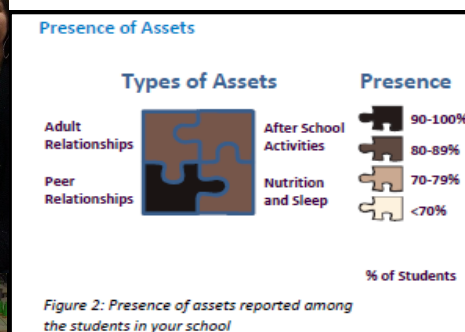 Presence of Assets
Types of Assets
Presence
Adult
Relationships
After School
Activities
Peer
Relationships
Nutrition
and Sleep
90-100%
80-89%
70-79%
<70%
% of Students
Figure 2: Presence of assets reported among
the students in your school